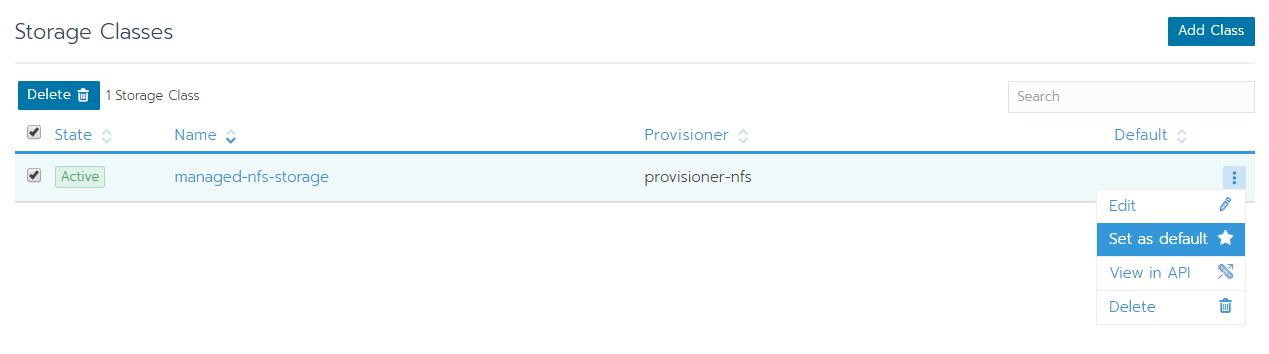 Storage Classes
Add Class
Delete 1 Storage Class
Search
State Name Provisioner Default
Active managed-nfs-storage provisioner-nfs
Edit
Set as default
View in API
Delete